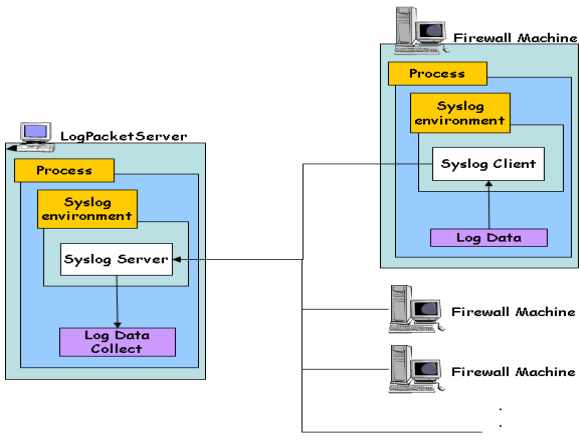 Firewall Machine
Process
Syslog
environment
Syslog Client
Log Data
LogPacketServer
Process
Syslog
environment
Syslog Server
Log Data
Collect
Firewall Machine
Firewall Machine
.
.